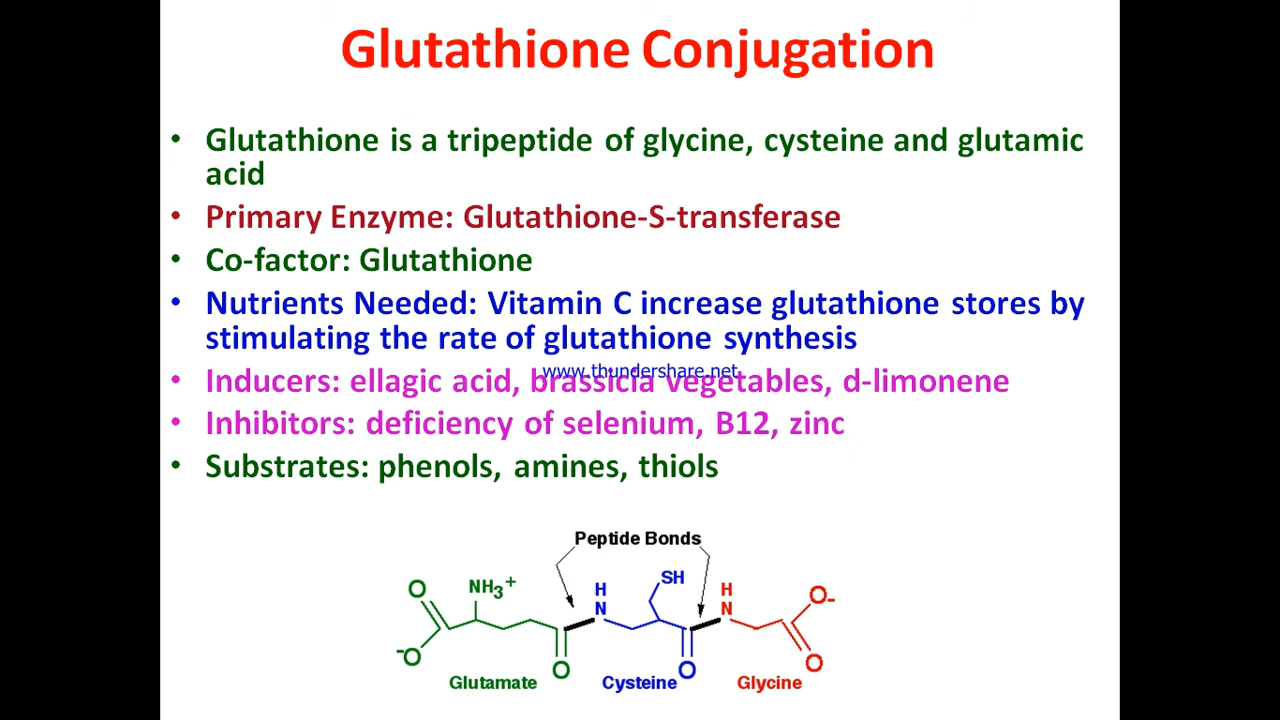 Glutathione Conjugation
• Glutathione is a tripeptide of glycine, cysteine and glutamic
acid
• Primary Enzyme: Glutathione-S-transferase
• Co-factor: Glutathione
• Nutrients Needed: Vitamin C increase glutathione stores by
stimulating the rate of glutathione synthesis
www.thundershare.net
• Inducers: ellagic acid, brassicia vegetables, d-limonene
• Inhibitors: deficiency of selenium, B12, zinc
• Substrates: phenols, amines, thiols
Peptide Bonds
O NH3+ H N SH H N O-
-O O O O
Glutamate Cysteine Glycine